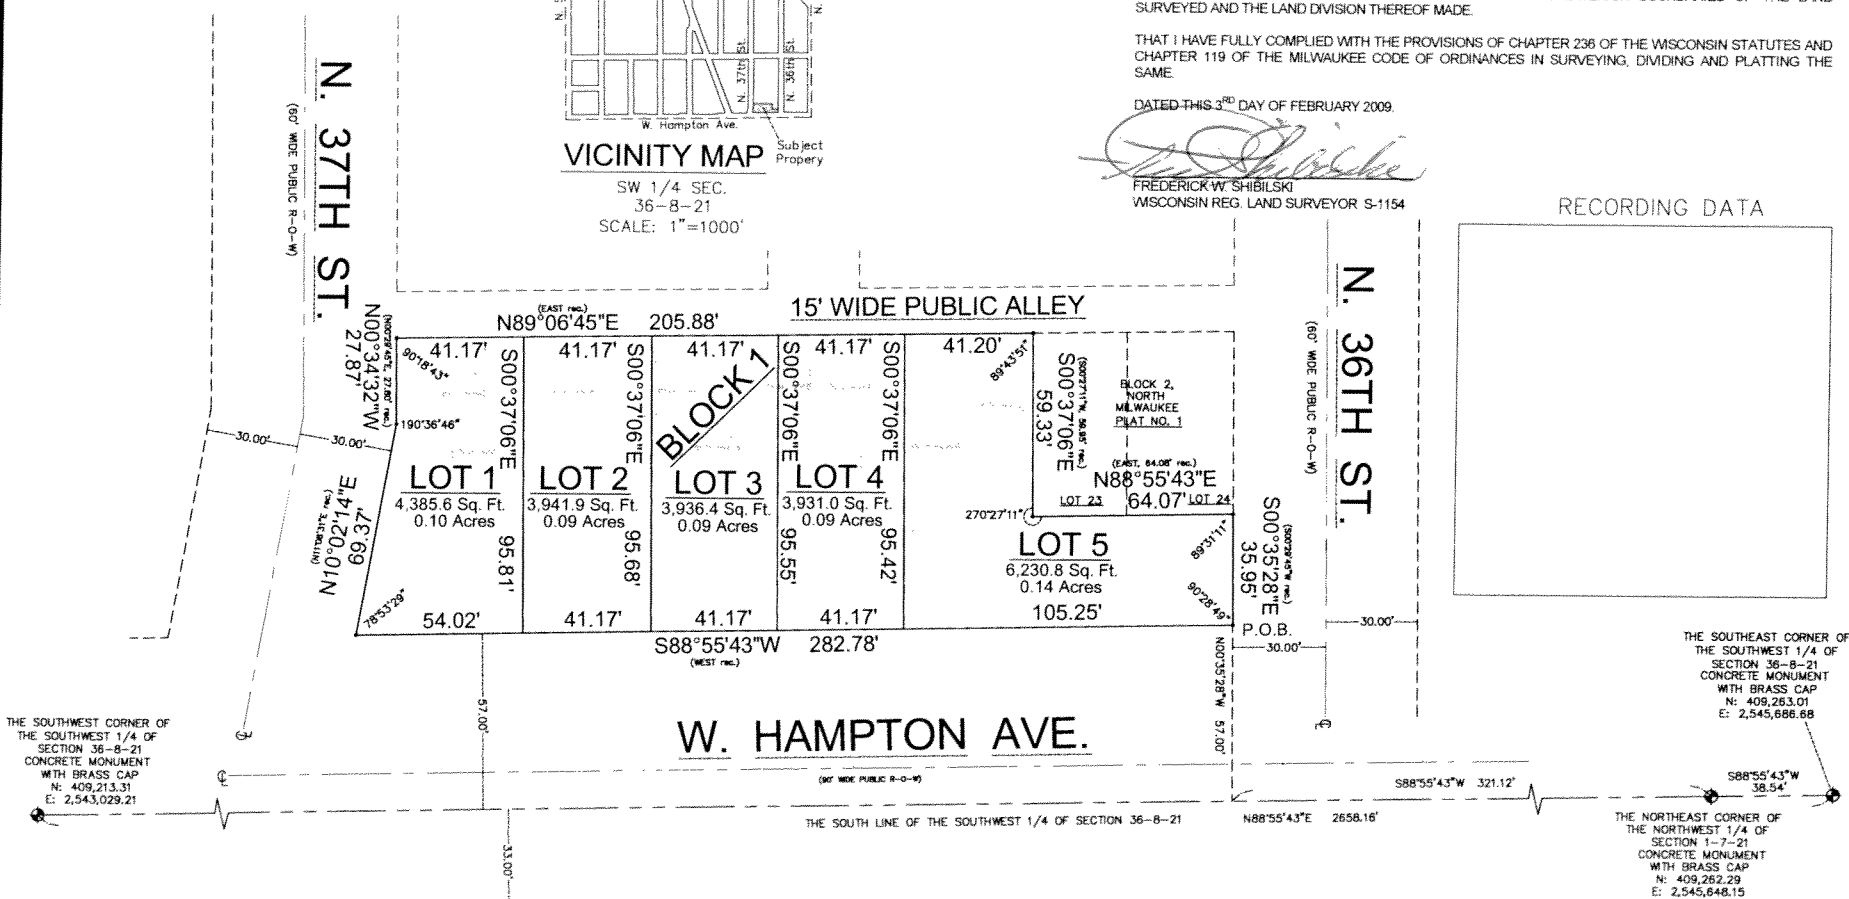 SURVEYED AND THE LAND DIVISION THEREOF MADE.
THAT I HAVE FULLY COMPLIED WITH THE PROVISIONS OF CHAPTER 236 OF THE WISCONSIN STATUTES AND
CHAPTER 119 OF THE MILWAUKEE CODE OF ORDINANCES IN SURVEYING, DIVIDING AND PLATTING THE
SAME.
DATED THIS 3RD DAY OF FEBRUARY 2009.
FREDERICK W. SHIBILSKI
WISCONSIN REG. LAND SURVEYOR S-1154
RECORDING DATA
N. 37th St.
N. 36th St.
W. Hampton Ave.
Subject
Propery
VICINITY MAP
SW 1/4 SEC.
36-8-21
SCALE: 1"=1000'
N. 37TH ST.
(60' WIDE PUBLIC R-O-W)
N. 36TH ST.
(60' WIDE PUBLIC R-O-W)
15' WIDE PUBLIC ALLEY
(EAST rec.)
N89°06'45"E 205.88'
N00°34'32"W
27.87'
41.17'
41.17'
41.17'
41.17'
41.20'
90°18'43"
89°43'51"
190°36'46"
S00°37'06"E
S00°37'06"E
S00°37'06"E
S00°37'06"E
BLOCK 1
S00°37'06"E
59.33'
BLOCK 2,
NORTH
MILWAUKEE
PLAT NO. 1
(EAST, 64.08' rec.)
N88°55'43"E
64.07'
LOT 23
LOT 24
30.00'
30.00'
LOT 1
4,385.6 Sq. Ft.
0.10 Acres
LOT 2
3,941.9 Sq. Ft.
0.09 Acres
LOT 3
3,936.4 Sq. Ft.
0.09 Acres
LOT 4
3,931.0 Sq. Ft.
0.09 Acres
LOT 5
6,230.8 Sq. Ft.
0.14 Acres
270°27'11"
89°31'11"
90°28'49"
N10°02'14"E
69.37'
78°53'29"
95.81'
95.68'
95.55'
95.42'
S00°35'28"E
35.95'
54.02'
41.17'
41.17'
41.17'
105.25'
P.O.B.
30.00'
30.00'
S88°55'43"W 282.78'
(WEST rec.)
57.00'
N00°35'28"W 57.00'
W. HAMPTON AVE.
(90' WIDE PUBLIC R-O-W)
THE SOUTHWEST CORNER OF
THE SOUTHWEST 1/4 OF
SECTION 36-8-21
CONCRETE MONUMENT
WITH BRASS CAP
N: 409,213.31
E: 2,543,029.21
THE SOUTHEAST CORNER OF
THE SOUTHWEST 1/4 OF
SECTION 36-8-21
CONCRETE MONUMENT
WITH BRASS CAP
N: 409,263.01
E: 2,545,686.68
S88°55'43"W 321.12'
S88°55'43"W
38.54'
THE SOUTH LINE OF THE SOUTHWEST 1/4 OF SECTION 36-8-21
N88°55'43"E 2658.16'
33.00'
THE NORTHEAST CORNER OF
THE NORTHWEST 1/4 OF
SECTION 1-7-21
CONCRETE MONUMENT
WITH BRASS CAP
N: 409,262.29
E: 2,545,648.15